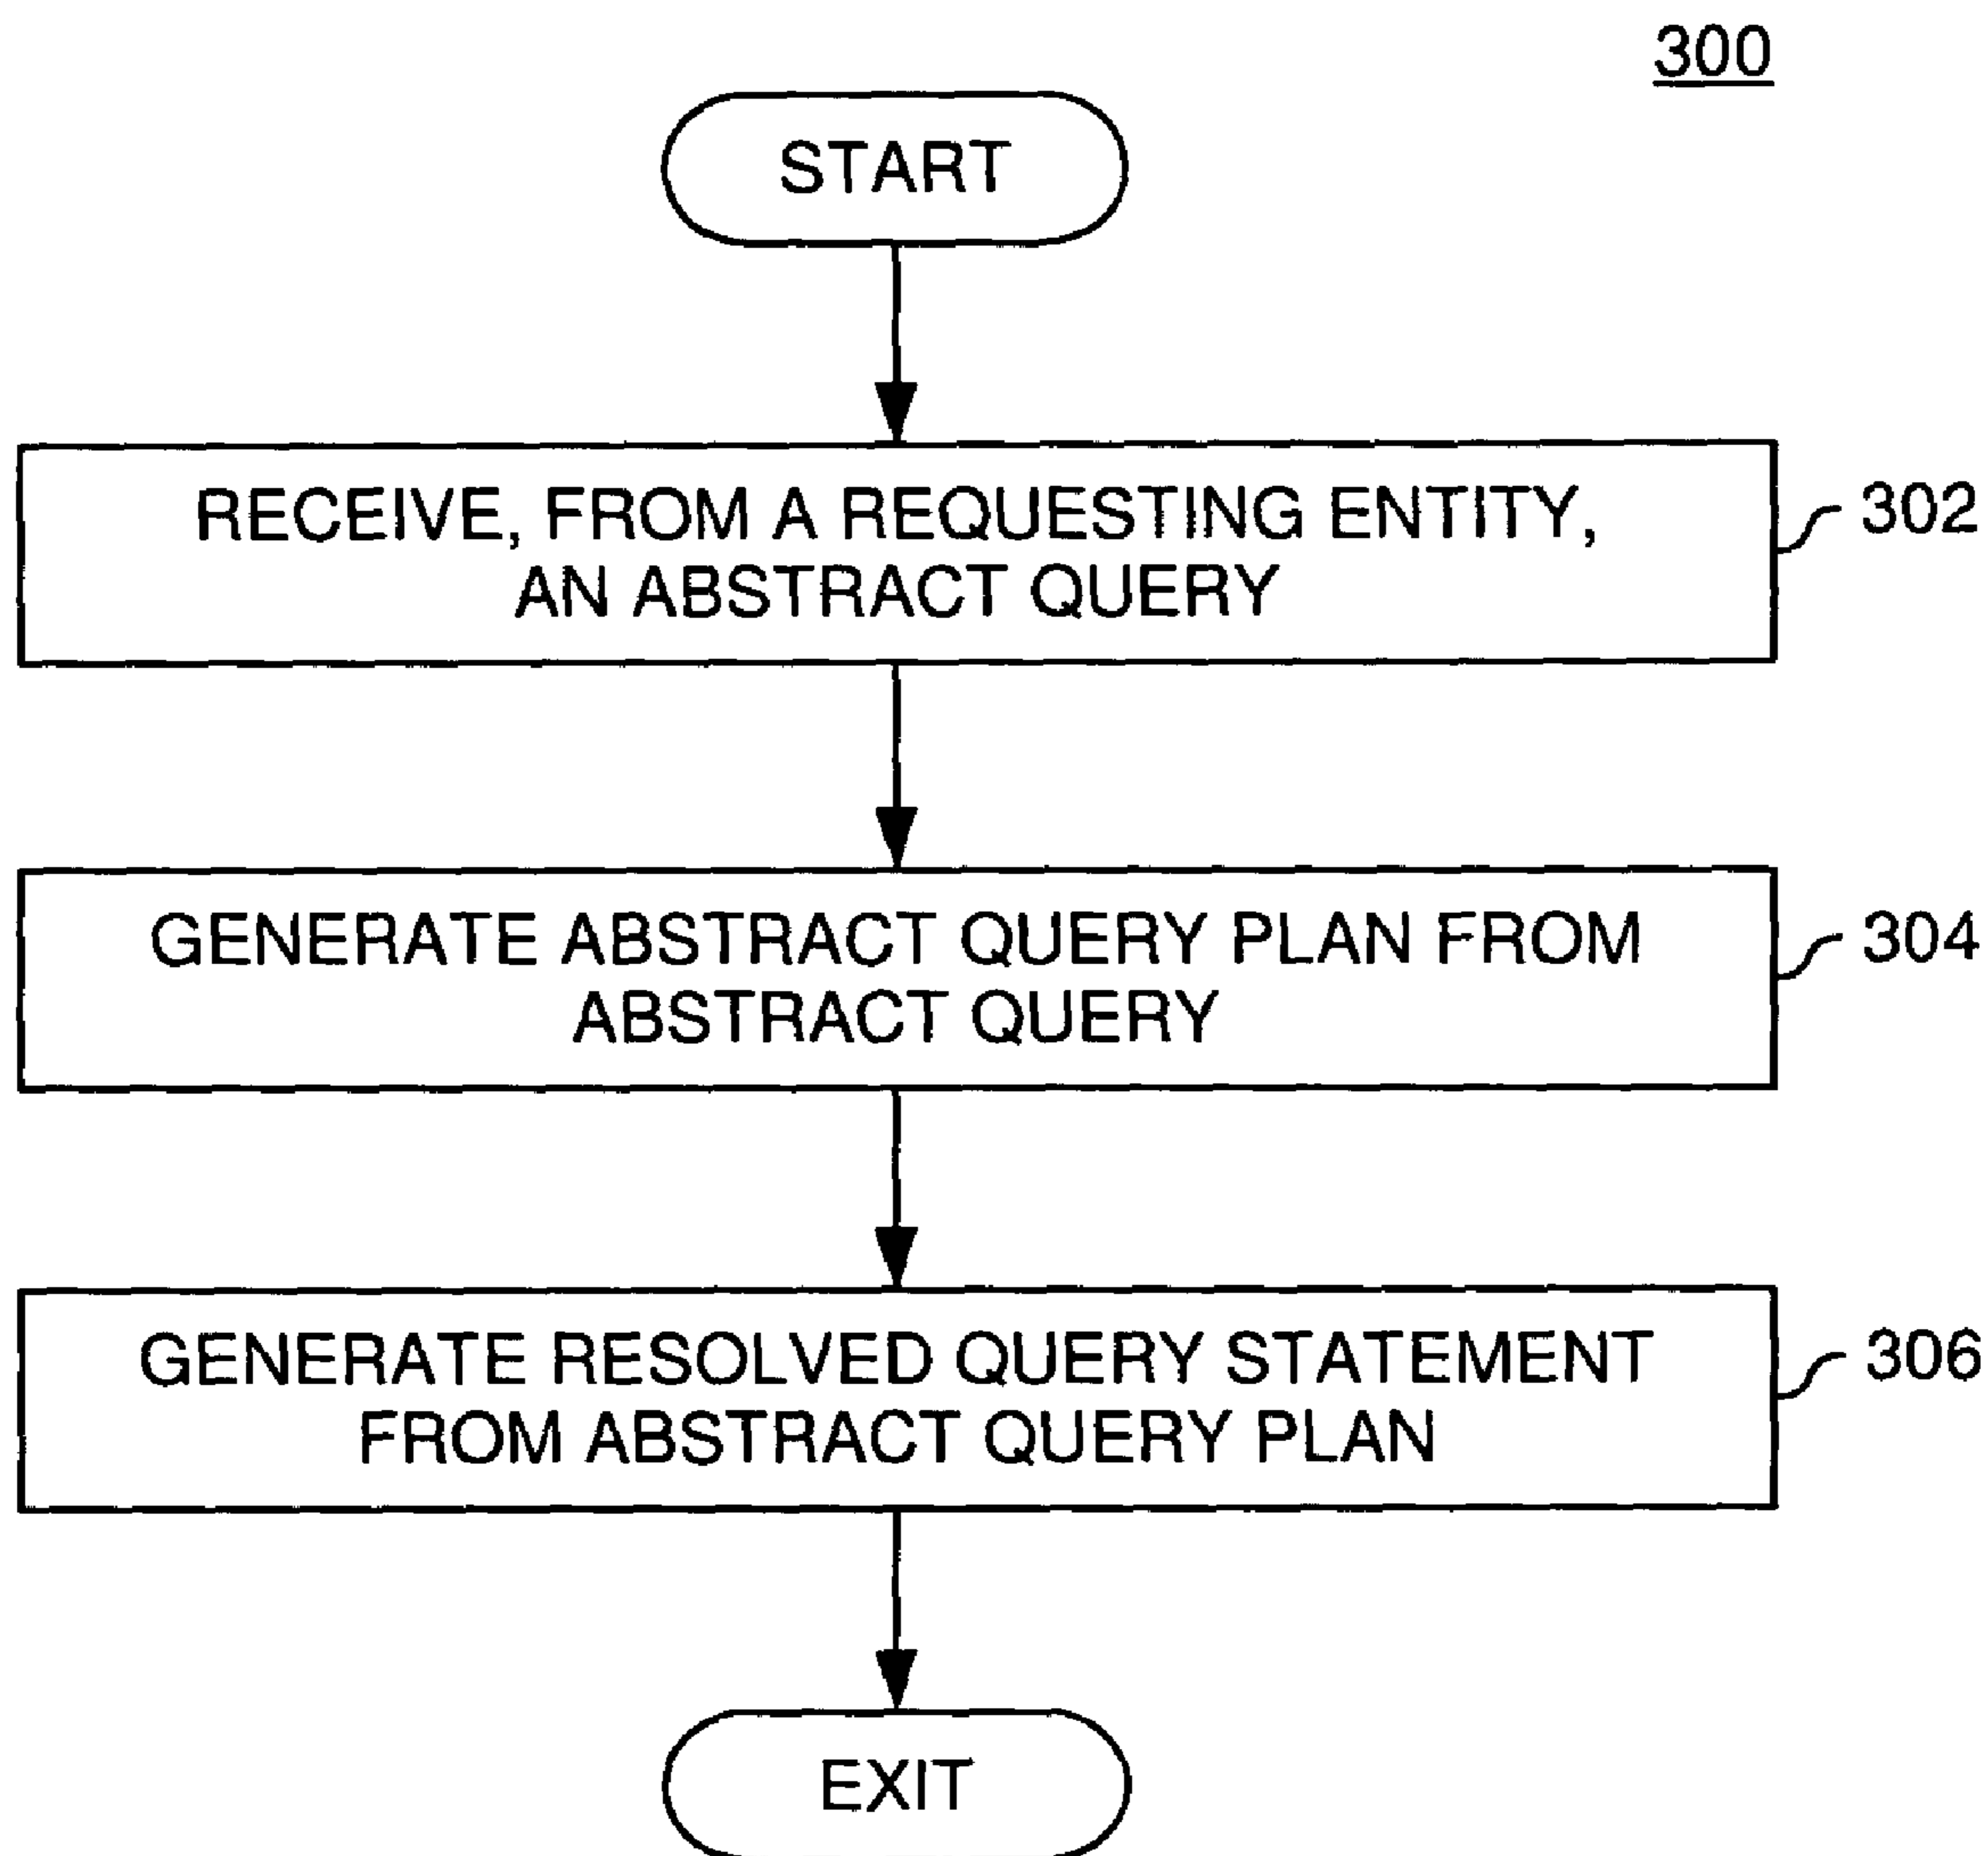 300
START
RECEIVE, FROM A REQUESTING ENTITY,
AN ABSTRACT QUERY
302
GENERATE ABSTRACT QUERY PLAN FROM
ABSTRACT QUERY
304
GENERATE RESOLVED QUERY STATEMENT
FROM ABSTRACT QUERY PLAN
306
EXIT